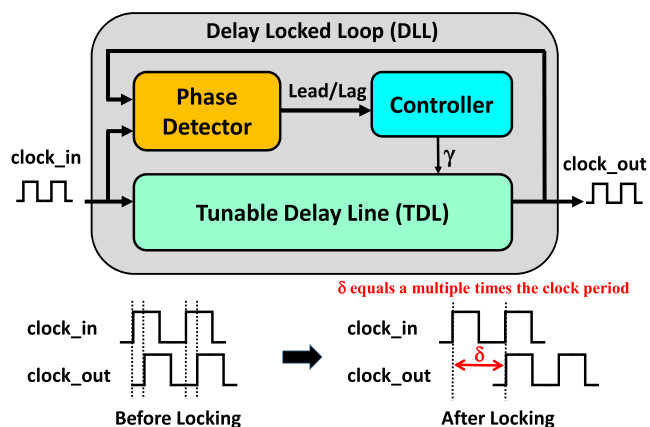 Delay Locked Loop (DLL)
Phase
Detector
Lead/Lag
Controller
clock_in
γ
clock_out
Tunable Delay Line (TDL)
δ equals a multiple times the clock period
clock_in
clock_out
Before Locking
clock_in
δ
clock_out
After Locking